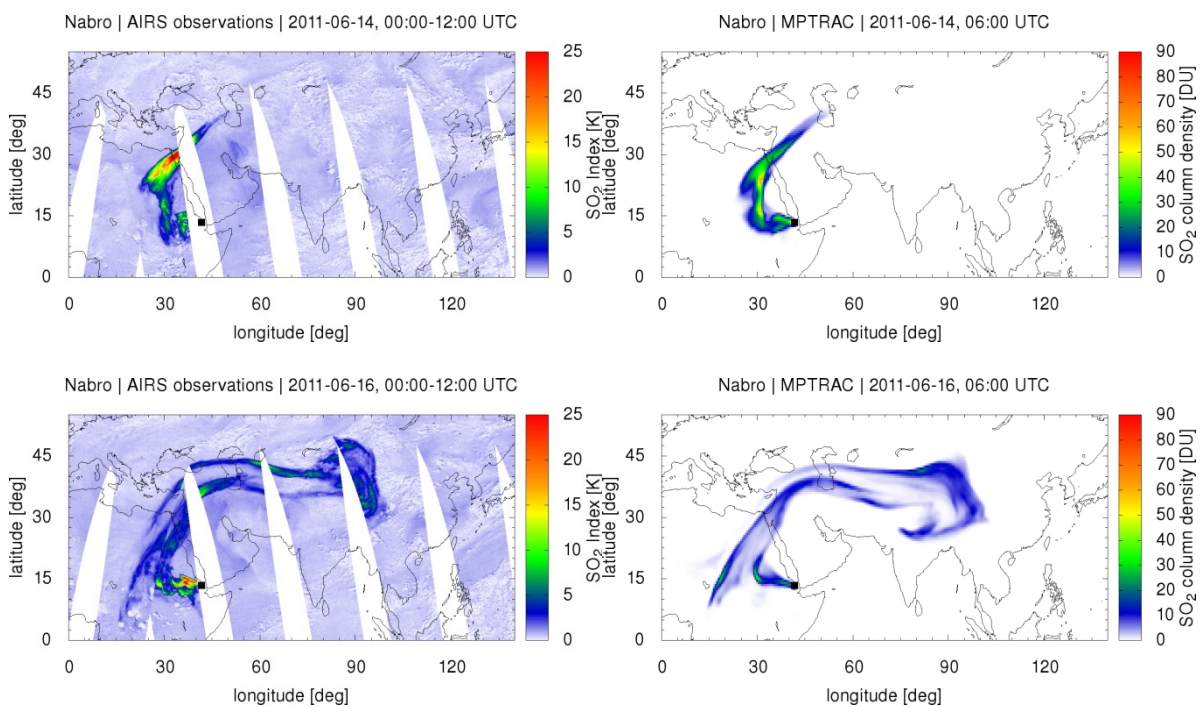 Nabro | AIRS observations | 2011-06-14, 00:00-12:00 UTC
latitude [deg]
45
30
15
0
0 30 60 90 120
longitude [deg]
25
20
15
10
5
0
SO₂ Index [K]
Nabro | MPTRAC | 2011-06-14, 06:00 UTC
latitude [deg]
45
30
15
0
0 30 60 90 120
longitude [deg]
90
80
70
60
50
40
30
20
10
0
SO₂ column density [DU]
Nabro | AIRS observations | 2011-06-16, 00:00-12:00 UTC
latitude [deg]
45
30
15
0
0 30 60 90 120
longitude [deg]
25
20
15
10
5
0
SO₂ Index [K]
Nabro | MPTRAC | 2011-06-16, 06:00 UTC
latitude [deg]
45
30
15
0
0 30 60 90 120
longitude [deg]
90
80
70
60
50
40
30
20
10
0
SO₂ column density [DU]